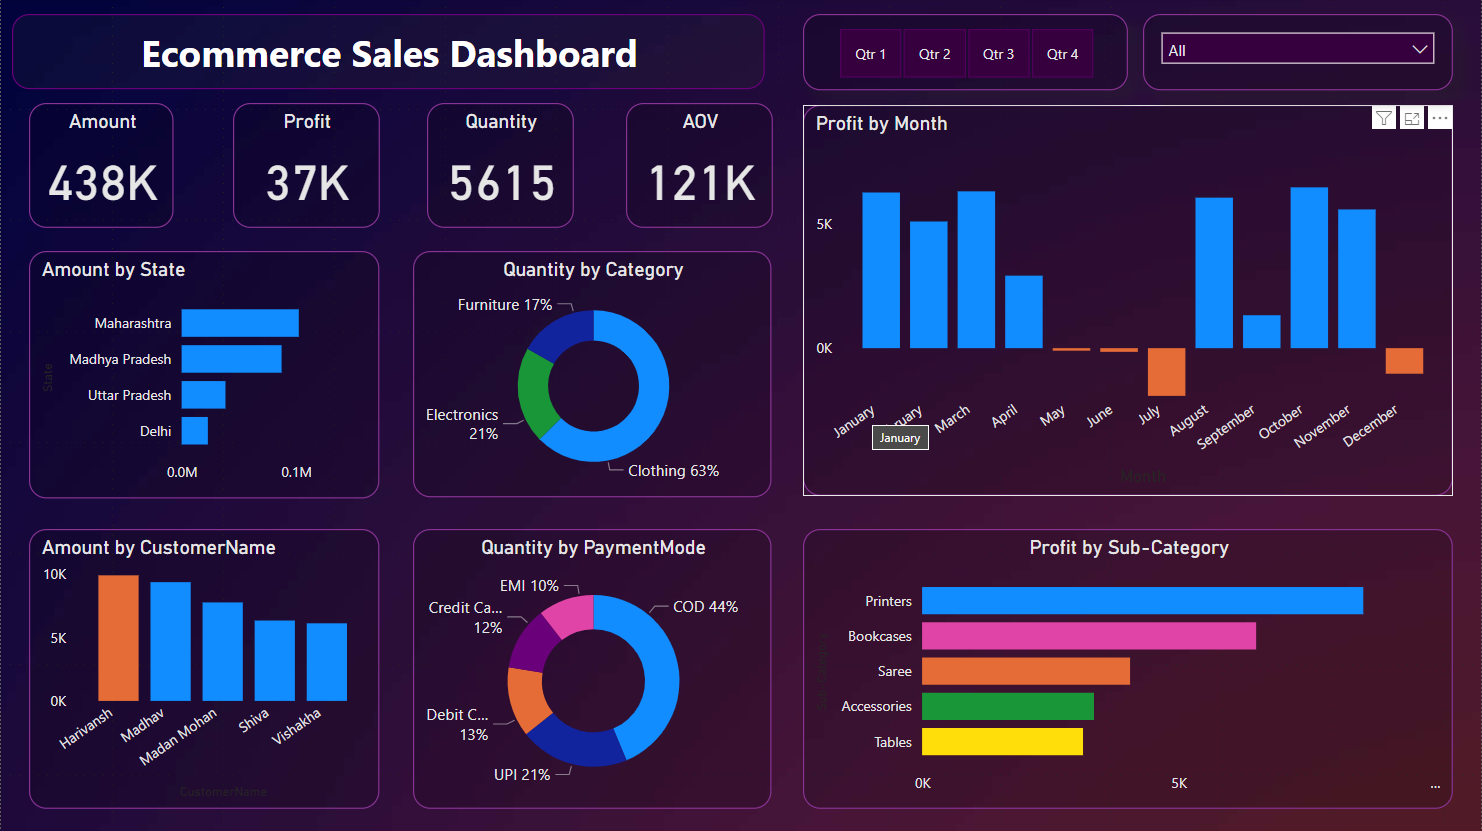 Ecommerce Sales Dashboard
Qtr 1
Qtr 2
Qtr 3
Qtr 4
All
Amount
438K
Profit
37K
Quantity
5615
AOV
121K
Profit by Month
5K
0K
January
uary
March
April
May
June
July
August
September
October
November
December
January
Month
Amount by State
State
Maharashtra
Madhya Pradesh
Uttar Pradesh
Delhi
0.0M
0.1M
Quantity by Category
Furniture 17%
Electronics
21%
Clothing 63%
Amount by CustomerName
10K
5K
0K
Harivansh
Madhav
Madan Mohan
Shiva
Vishakha
CustomerName
Quantity by PaymentMode
EMI 10%
Credit Ca...
12%
Debit C...
13%
UPI 21%
COD 44%
Profit by Sub-Category
Printers
Bookcases
Saree
Accessories
Tables
0K
5K
...